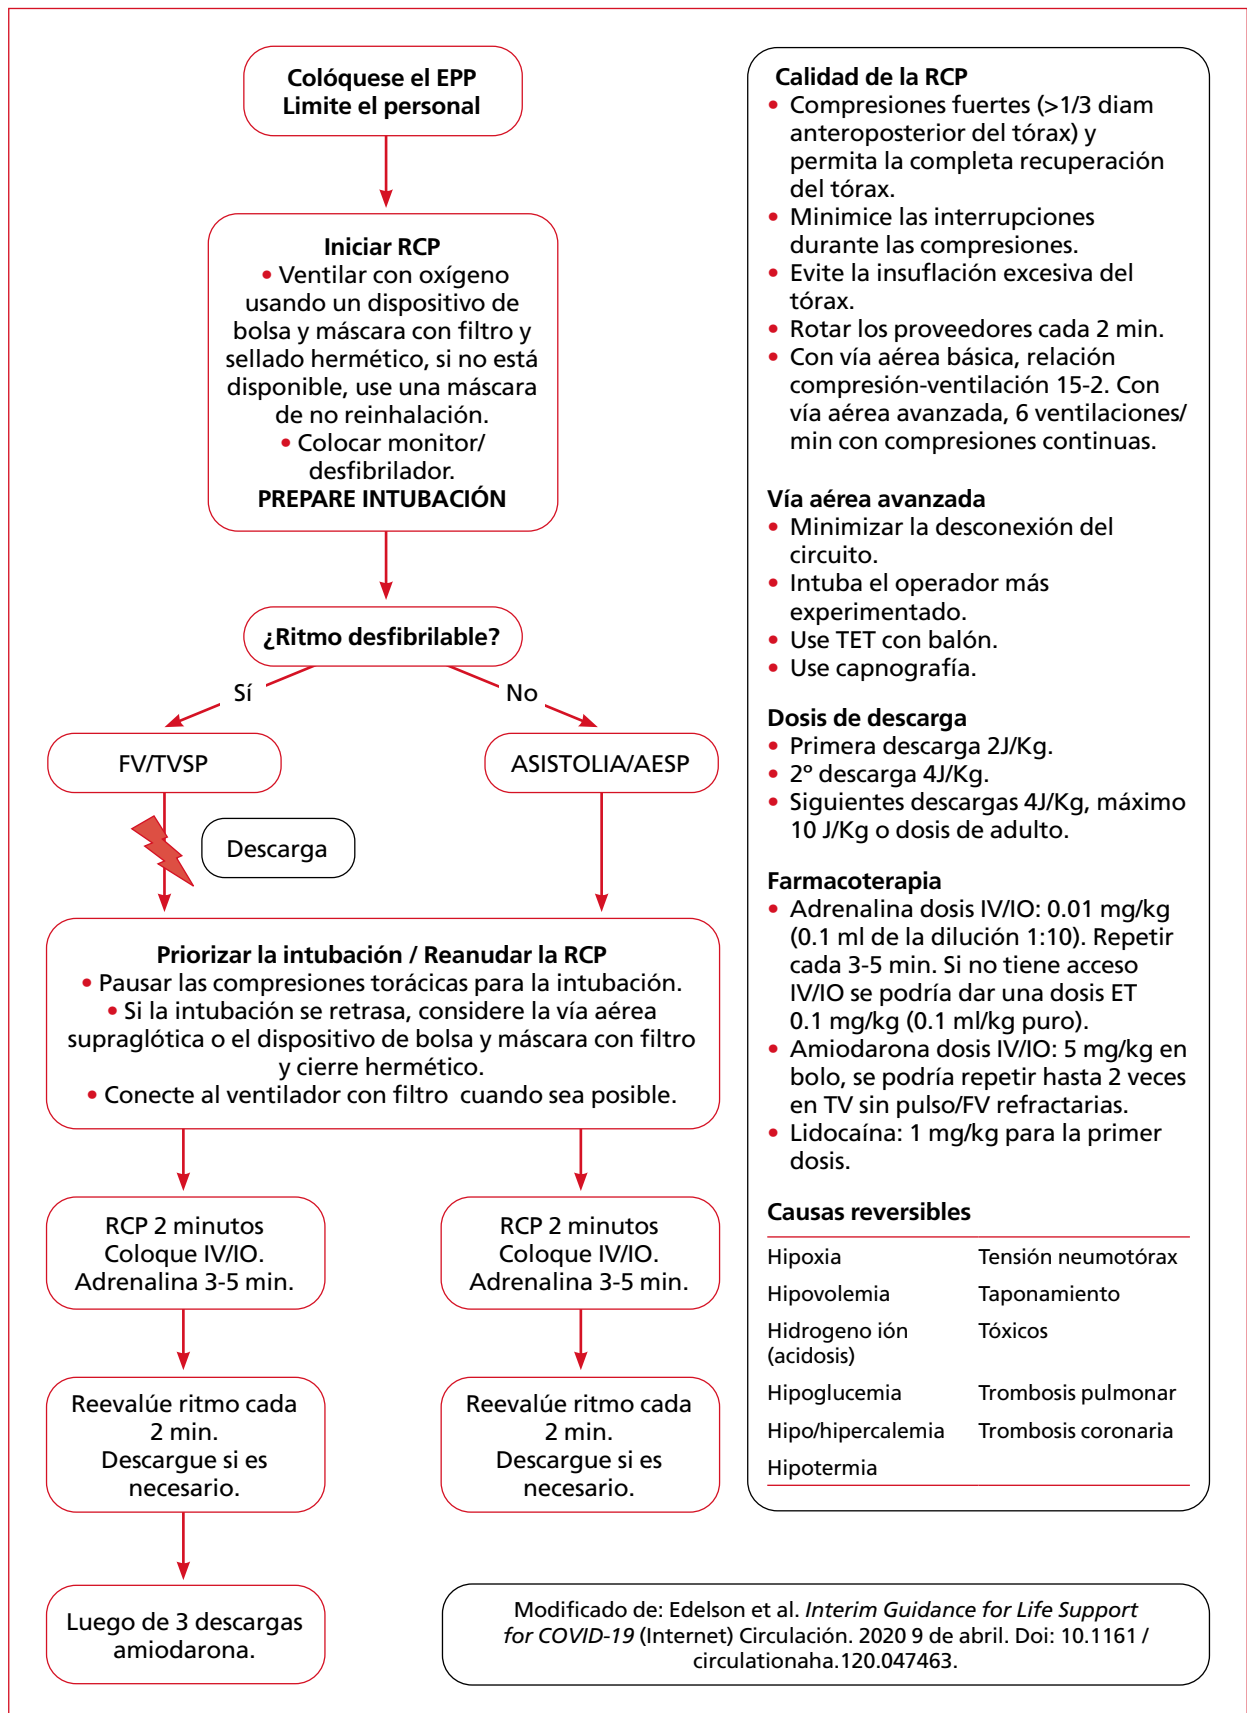 Colóquese el EPP
Limite el personal
Iniciar RCP
• Ventilar con oxígeno
usando un dispositivo de
bolsa y máscara con filtro y
sellado hermético, si no está
disponible, use una máscara
de no reinhalación.
• Colocar monitor/
desfibrilador.
PREPARE INTUBACIÓN
¿Ritmo desfibrilable?
Sí
No
FV/TVSP
ASISTOLIA/AESP
Descarga
Priorizar la intubación / Reanudar la RCP
• Pausar las compresiones torácicas para la intubación.
• Si la intubación se retrasa, considere la vía aérea
supraglótica o el dispositivo de bolsa y máscara con filtro
y cierre hermético.
• Conecte al ventilador con filtro cuando sea posible.
RCP 2 minutos
Coloque IV/IO.
Adrenalina 3-5 min.
RCP 2 minutos
Coloque IV/IO.
Adrenalina 3-5 min.
Reevalúe ritmo cada
2 min.
Descargue si es
necesario.
Reevalúe ritmo cada
2 min.
Descargue si es
necesario.
Luego de 3 descargas
amiodarona.
Calidad de la RCP
• Compresiones fuertes (>1/3 diam
anteroposterior del tórax) y
permita la completa recuperación
del tórax.
• Minimice las interrupciones
durante las compresiones.
• Evite la insuflación excesiva del
tórax.
• Rotar los proveedores cada 2 min.
• Con vía aérea básica, relación
compresión-ventilación 15-2. Con
vía aérea avanzada, 6 ventilaciones/
min con compresiones continuas.
Vía aérea avanzada
• Minimizar la desconexión del
circuito.
• Intuba el operador más
experimentado.
• Use TET con balón.
• Use capnografía.
Dosis de descarga
• Primera descarga 2J/Kg.
• 2º descarga 4J/Kg.
• Siguientes descargas 4J/Kg, máximo
10 J/Kg o dosis de adulto.
Farmacoterapia
• Adrenalina dosis IV/IO: 0.01 mg/kg
(0.1 ml de la dilución 1:10). Repetir
cada 3-5 min. Si no tiene acceso
IV/IO se podría dar una dosis ET
0.1 mg/kg (0.1 ml/kg puro).
• Amiodarona dosis IV/IO: 5 mg/kg en
bolo, se podría repetir hasta 2 veces
en TV sin pulso/FV refractarias.
• Lidocaína: 1 mg/kg para la primer
dosis.
Causas reversibles
Hipoxia Tensión neumotórax
Hipovolemia Taponamiento
Hidrogeno ión Tóxicos
(acidosis)
Hipoglucemia Trombosis pulmonar
Hipo/hipercalemia Trombosis coronaria
Hipotermia
Modificado de: Edelson et al. Interim Guidance for Life Support
for COVID-19 (Internet) Circulación. 2020 9 de abril. Doi: 10.1161 /
circulationaha.120.047463.